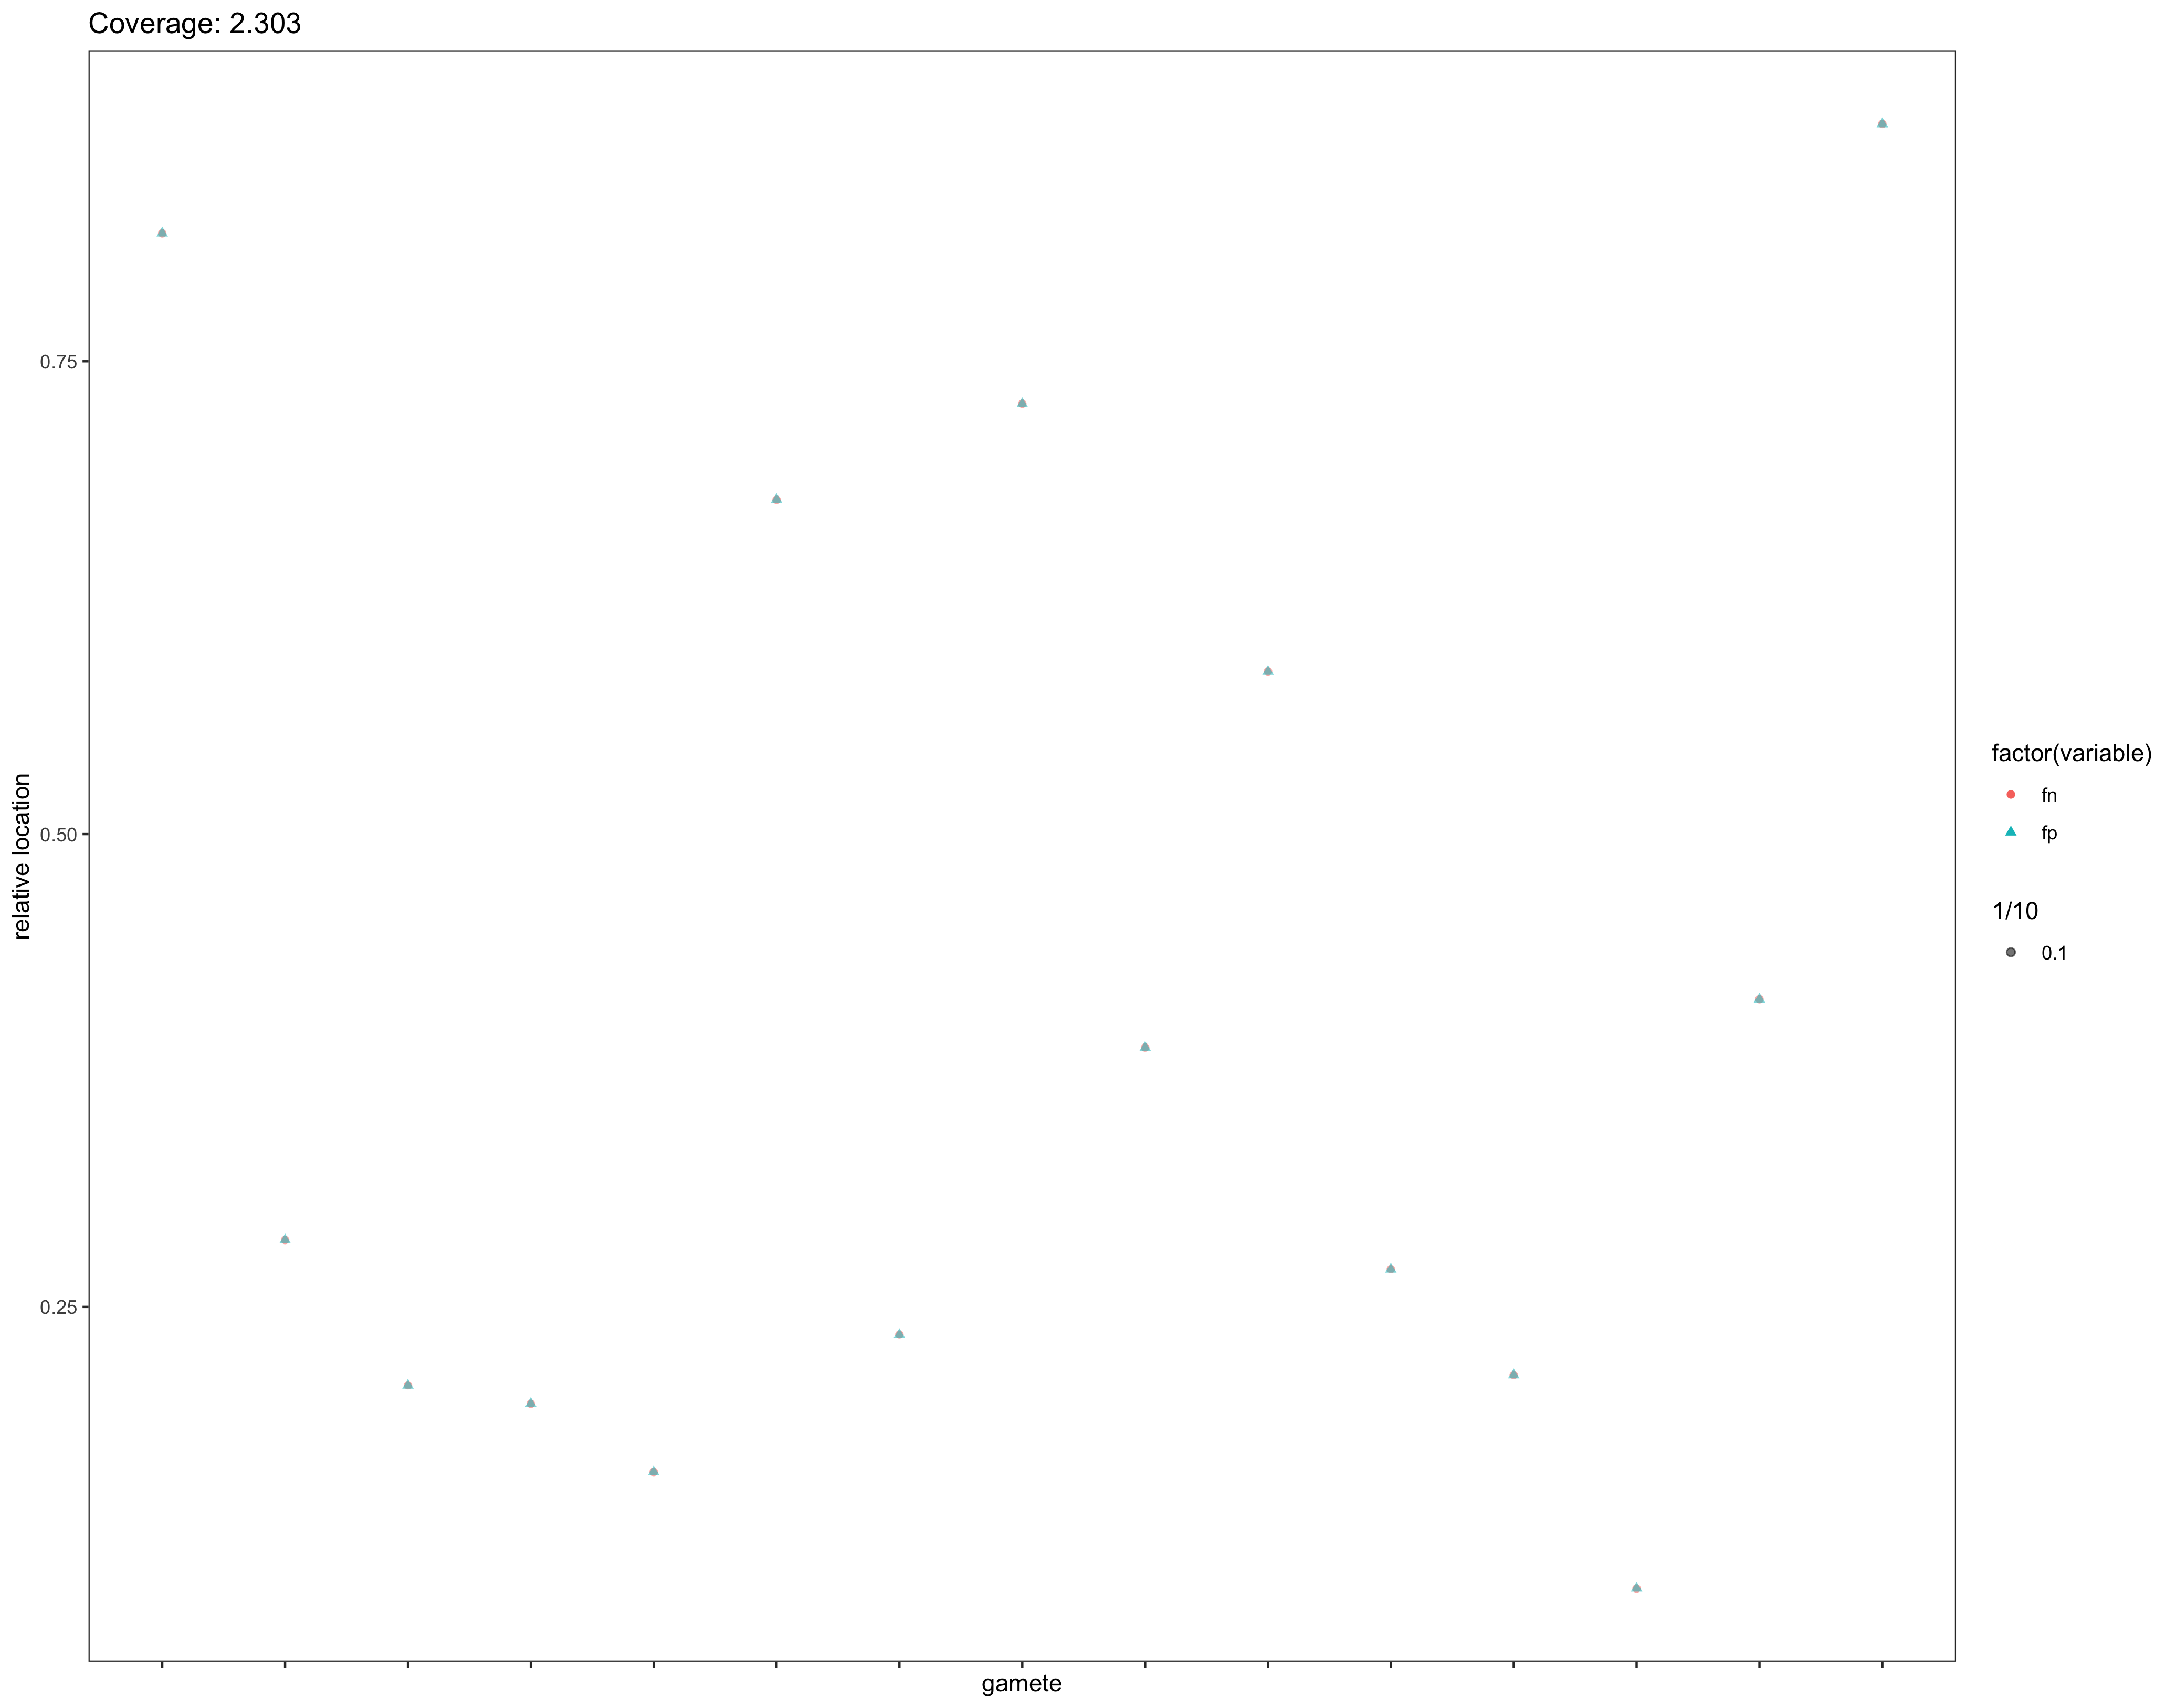 Coverage: 2.303
0.75
0.50
0.25
relative location
gamete
factor(variable)
fn
fp
1/10
0.1